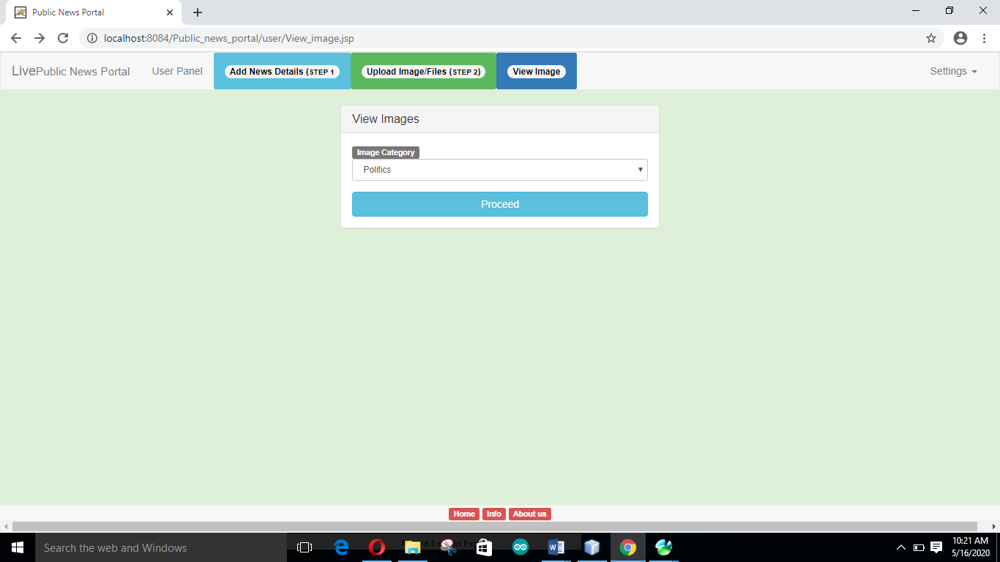 Public News Portal
localhost:8084/Public_news_portal/user/View_image.jsp
LivePublic News Portal User Panel Add News Details (STEP 1 Upload Image/Files (STEP 2) View Image Settings
View Images
Image Category
Politics
Proceed
Home Info About us
Search the web and Windows
10:21 AM
5/16/2020